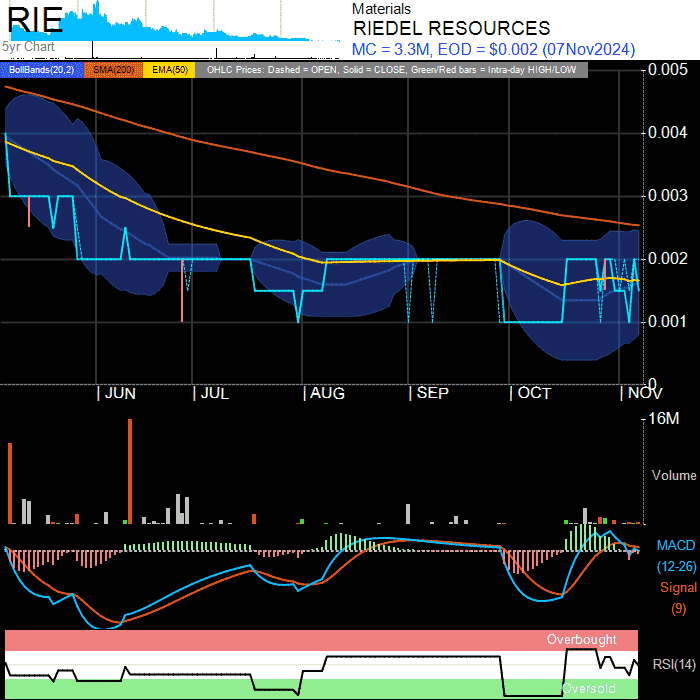 RIE
5yr Chart
Materials
RIEDEL RESOURCES
MC = 3.3M, EOD = $0.002 (07Nov2024)
BollBands(20,2) SMA(200) EMA(50) OHLC Prices: Dashed = OPEN, Solid = CLOSE, Green/Red bars = Intra-day HIGH/LOW
0.005
0.004
0.003
0.002
0.001
0
JUN JUL AUG SEP OCT NOV
16M
Volume
MACD
(12-26)
Signal
(9)
Overbought
RSI(14)
Oversold